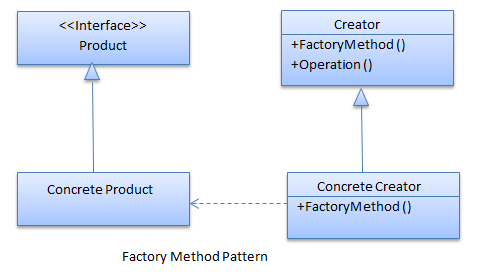 <<Interface>>
Product
Creator
+FactoryMethod ()
+Operation ()
Concrete Product
Concrete Creator
+FactoryMethod ()
Factory Method Pattern